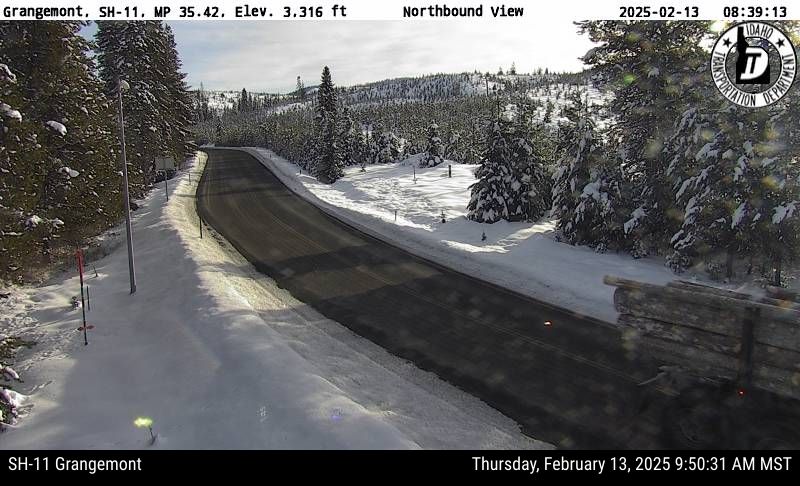 Grangemont, SH-11, MP 35.42, Elev. 3,316 ft Northbound View 2025-02-13 08:39:13
IDAHO
TRANSPORTATION DEPARTMENT
SH-11 Grangemont Thursday, February 13, 2025 9:50:31 AM MST